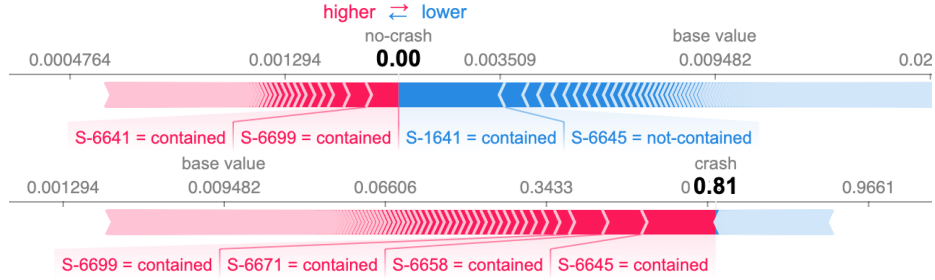 higher ⇄ lower
no-crash base value
0.0004764 0.001294 0.00 0.003509 0.009482 0.02
S-6641 = contained S-6699 = contained S-1641 = contained S-6645 = not-contained
base value crash
0.001294 0.009482 0.06606 0.3433 0 0.81 0.9661
S-6699 = contained S-6671 = contained S-6658 = contained S-6645 = contained